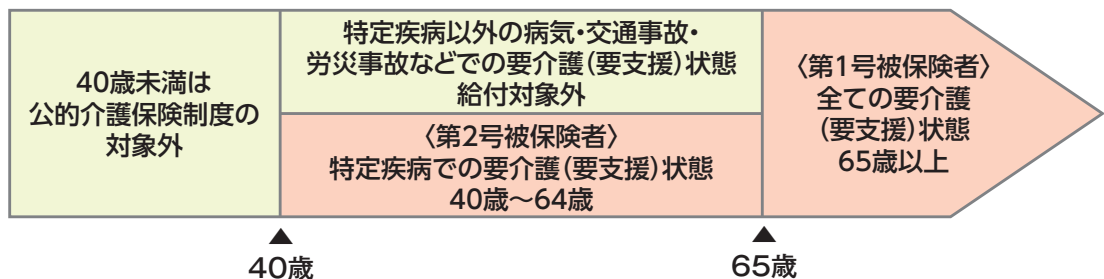 40歳未満は
公的介護保険制度の
対象外
特定疾病以外の病気・交通事故・
労災事故などでの要介護(要支援)状態
給付対象外
〈第2号被保険者〉
特定疾病での要介護(要支援)状態
40歳〜64歳
〈第1号被保険者〉
全ての要介護
(要支援)状態
65歳以上
▲
40歳
▲
65歳